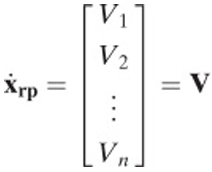 ẋ_rp = [V_1
V_2
⋮
V_n] = V